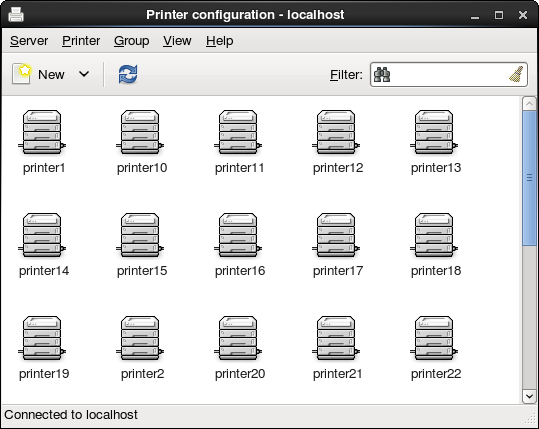 Printer configuration - localhost
Server Printer Group View Help
New Filter:
printer1 printer10 printer11 printer12 printer13
printer14 printer15 printer16 printer17 printer18
printer19 printer2 printer20 printer21 printer22
Connected to localhost